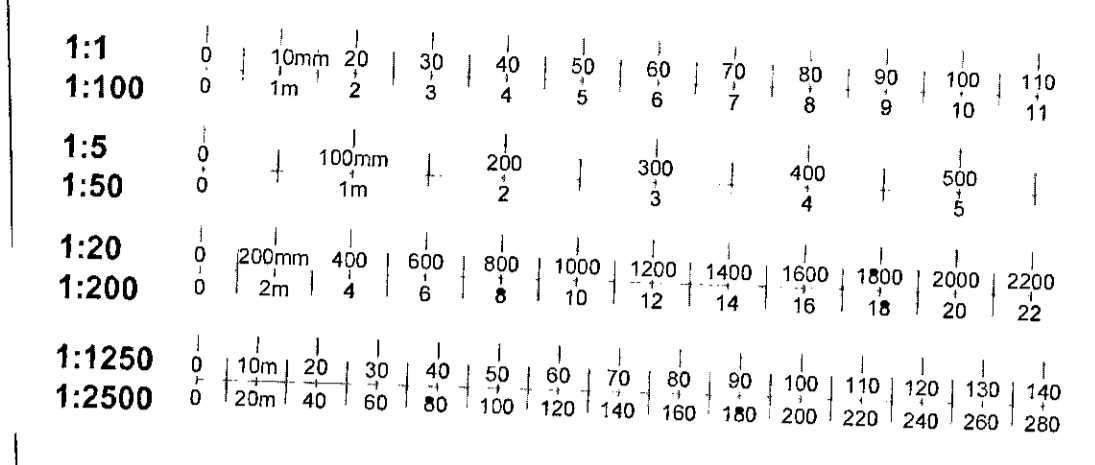 1:1 0 10mm 20 30 40 50 60 70 80 90 100 110
1:100 0 1m 2 3 4 5 6 7 8 9 10 11
1:5 0 100mm 200 300 400 500
1:50 0 1m 2 3 4 5
1:20 0 200mm 400 600 800 1000 1200 1400 1600 1800 2000 2200
1:200 0 2m 4 6 8 10 12 14 16 18 20 22
1:1250 0 10m 20 30 40 50 60 70 80 90 100 110 120 130 140
1:2500 0 20m 40 60 80 100 120 140 160 180 200 220 240 260 280